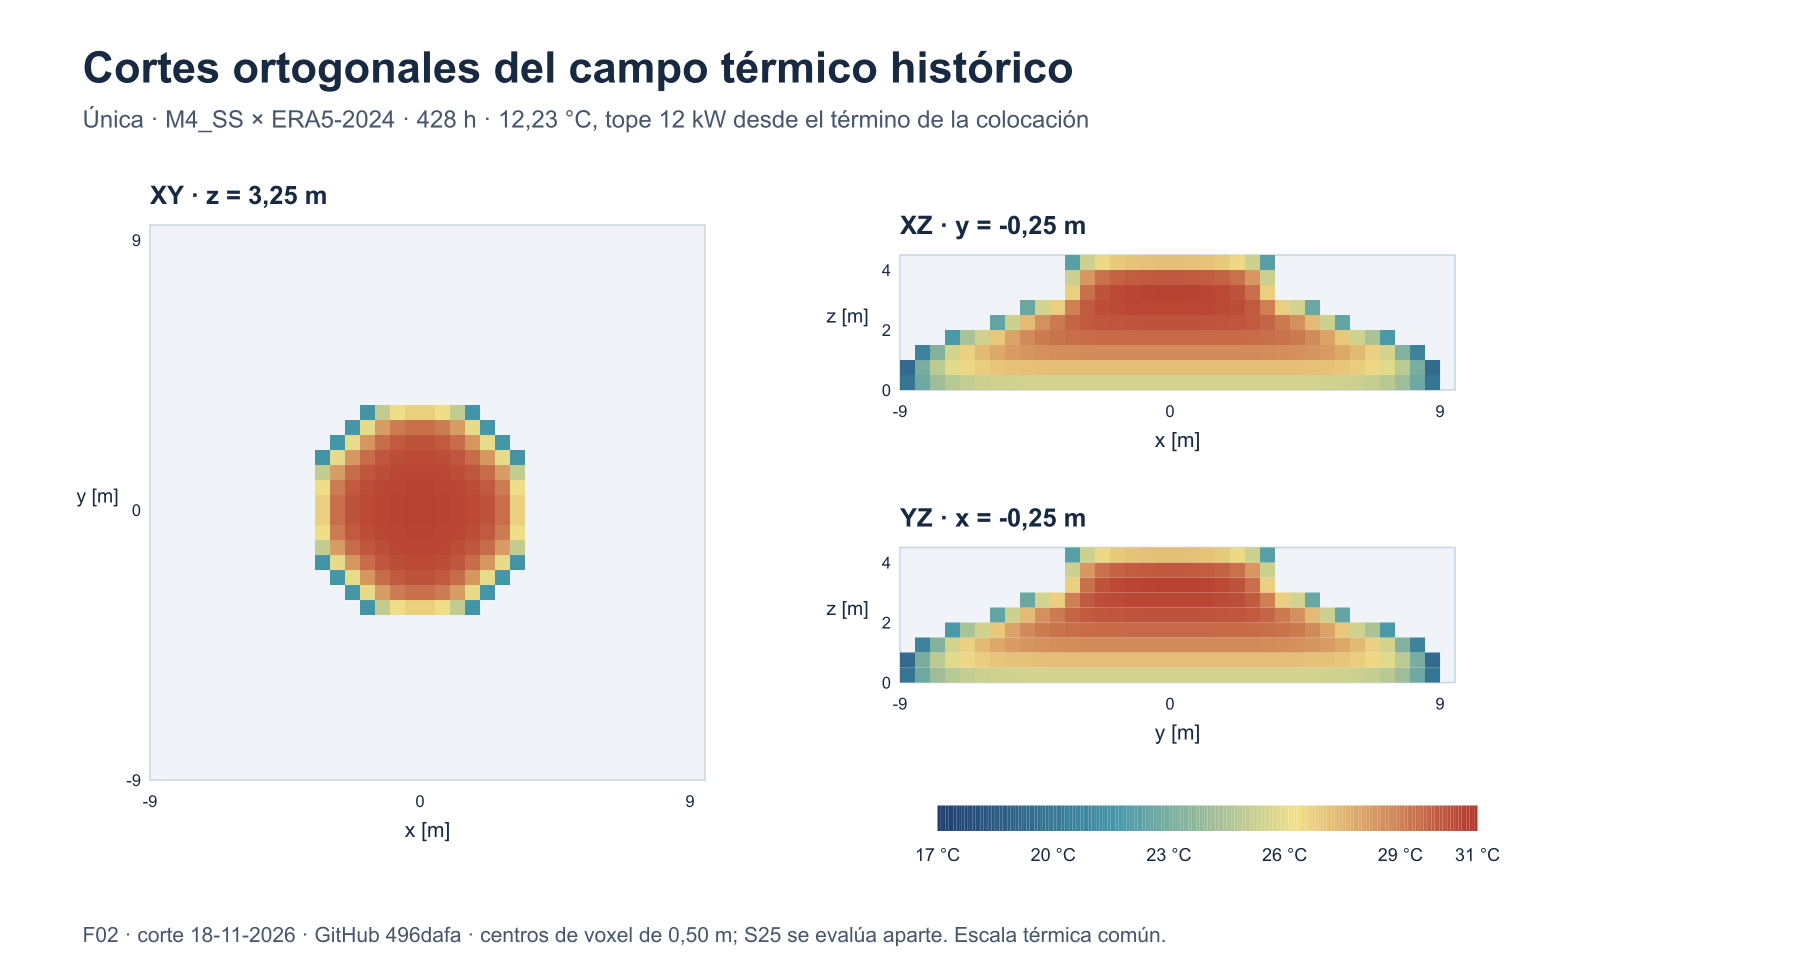 Cortes ortogonales del campo térmico histórico
Única · M4_SS × ERA5-2024 · 428 h · 12,23 °C, tope 12 kW desde el término de la colocación
XY · z = 3,25 m
9
y [m]
0
-9
-9 0 9
x [m]
XZ · y = -0,25 m
4
z [m]
2
0
-9 0 9
x [m]
YZ · x = -0,25 m
4
z [m]
2
0
-9 0 9
y [m]
17 °C 20 °C 23 °C 26 °C 29 °C 31 °C
F02 · corte 18-11-2026 · GitHub 496dafa · centros de voxel de 0,50 m; S25 se evalúa aparte. Escala térmica común.